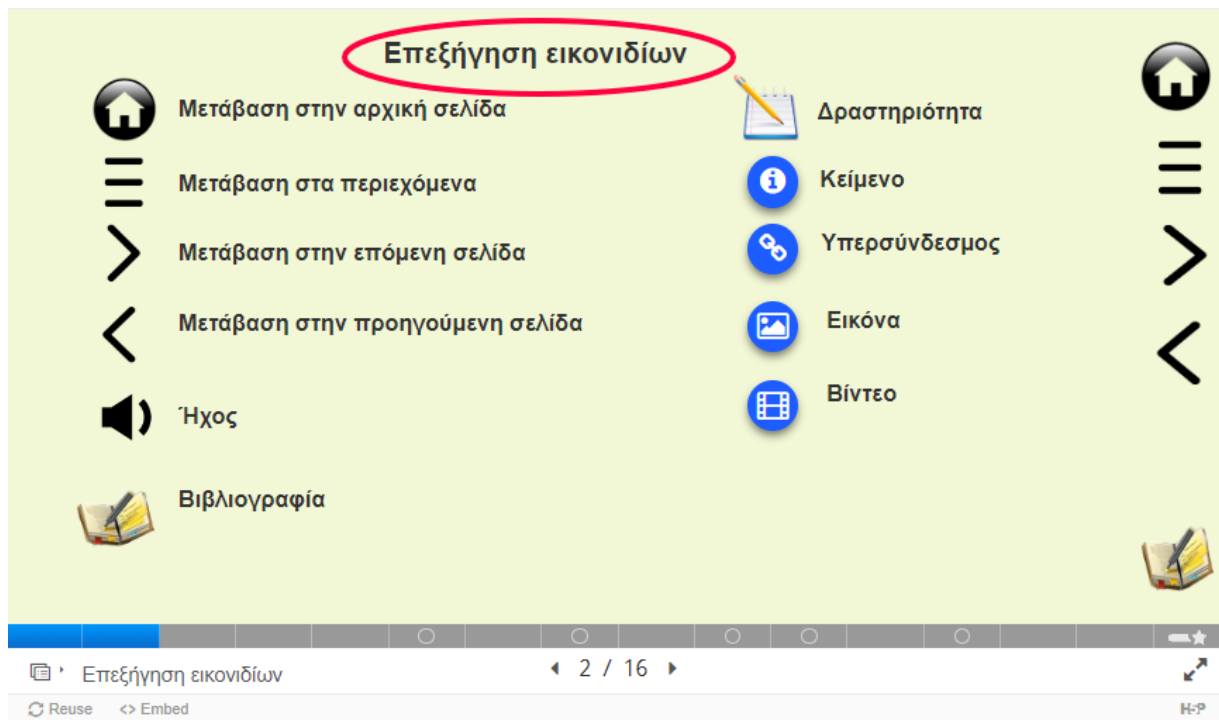 Επεξήγηση εικονιδίων
Μετάβαση στην αρχική σελίδα
Μετάβαση στα περιεχόμενα
Μετάβαση στην επόμενη σελίδα
Μετάβαση στην προηγούμενη σελίδα
Ήχος
Βιβλιογραφία
Δραστηριότητα
Κείμενο
Υπερσύνδεσμος
Εικόνα
Βίντεο
Επεξήγηση εικονιδίων
2 / 16
Reuse <> Embed
H5P